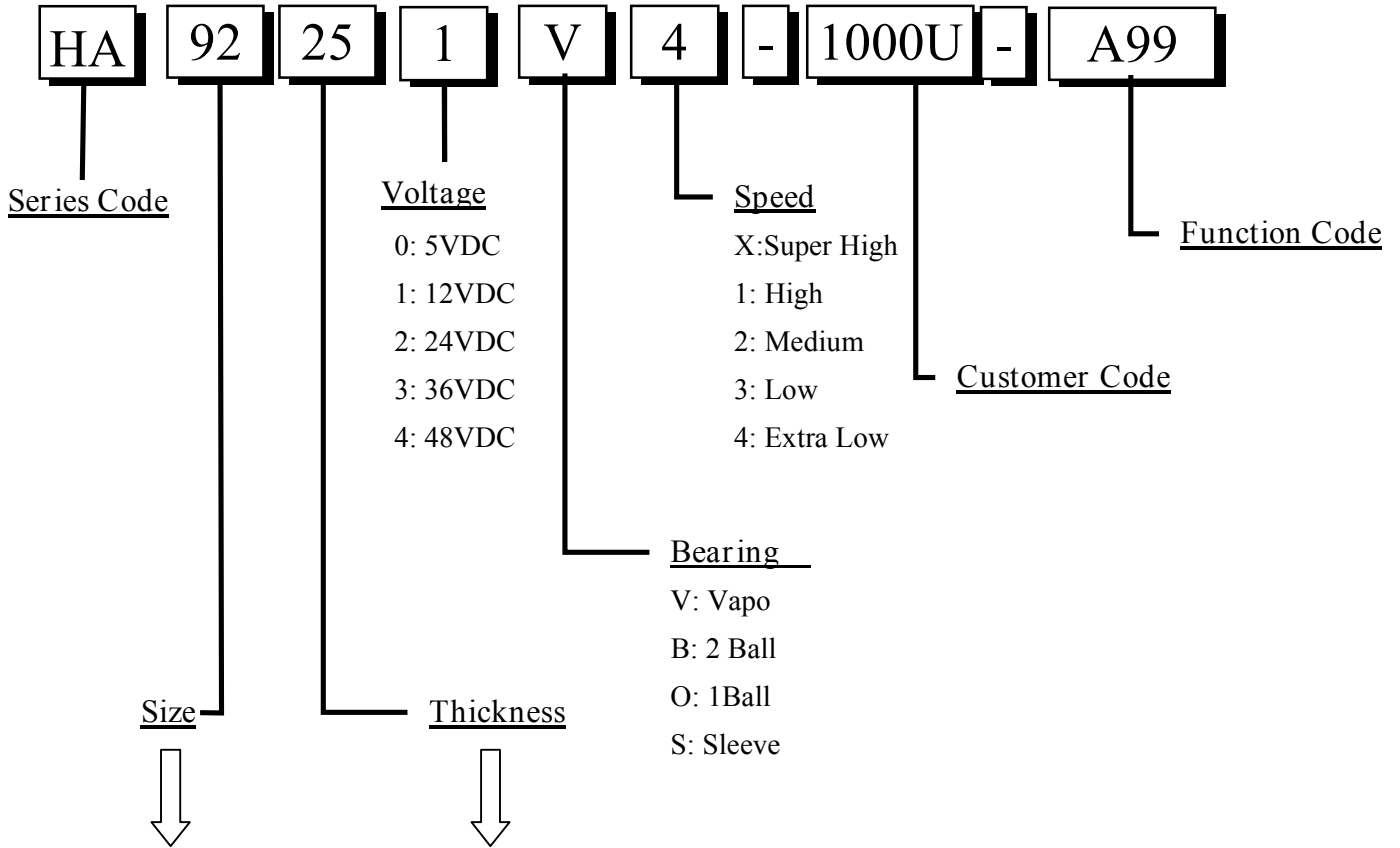 HA 92 25 1 V 4 - 1000U - A99
Series Code
Voltage
0: 5VDC
1: 12VDC
2: 24VDC
3: 36VDC
4: 48VDC
Speed
X:Super High
1: High
2: Medium
3: Low
4: Extra Low
Function Code
Customer Code
Bearing
V: Vapo
B: 2 Ball
O: 1Ball
S: Sleeve
Size
Thickness